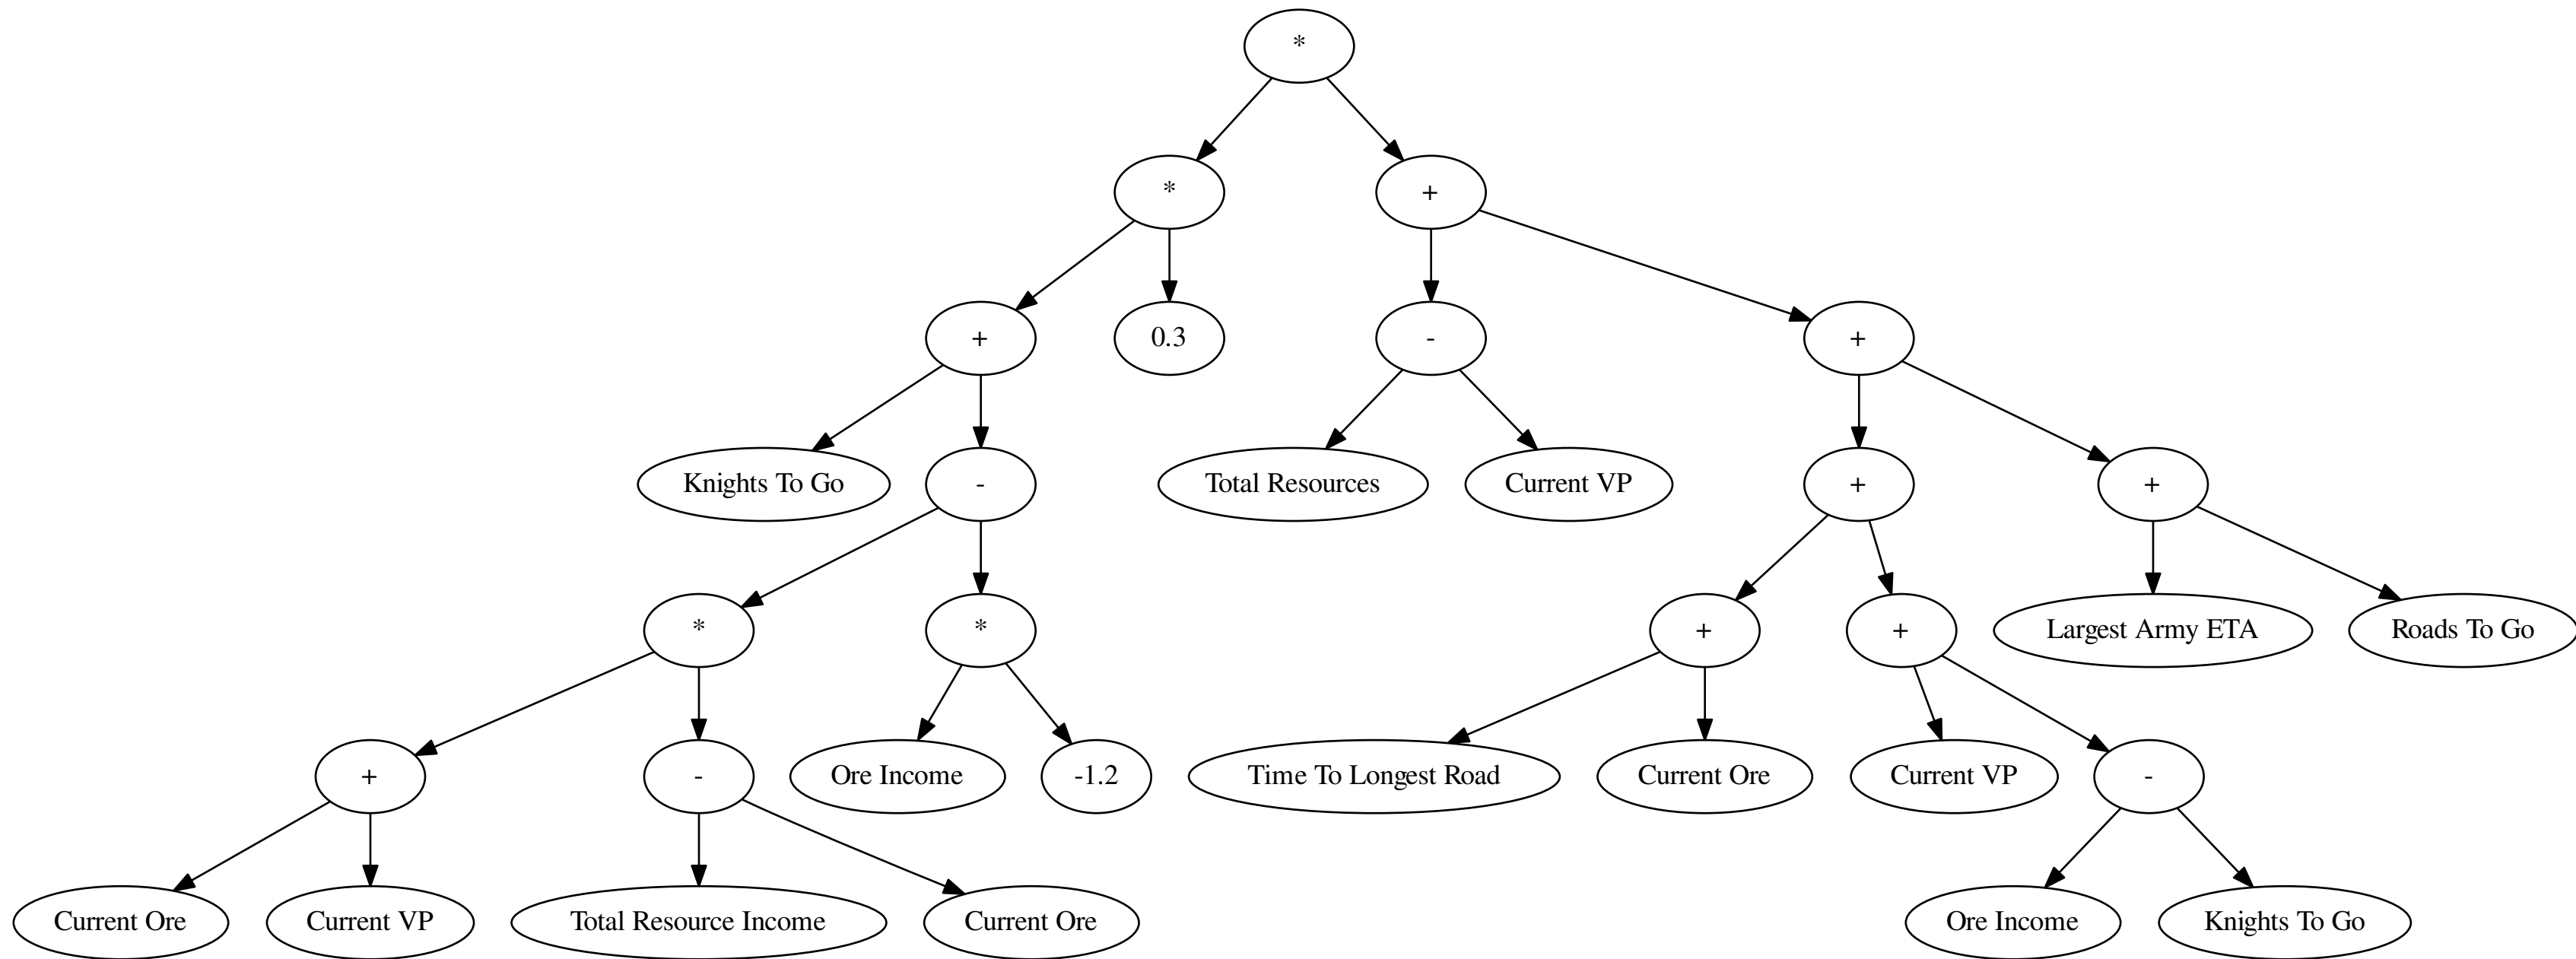 *
*
+
+
0.3
-
+
Knights To Go
-
Total Resources
Current VP
+
+
*
*
+
+
Largest Army ETA
Roads To Go
+
-
Ore Income
-1.2
Time To Longest Road
Current Ore
Current VP
-
Current Ore
Current VP
Total Resource Income
Current Ore
Ore Income
Knights To Go